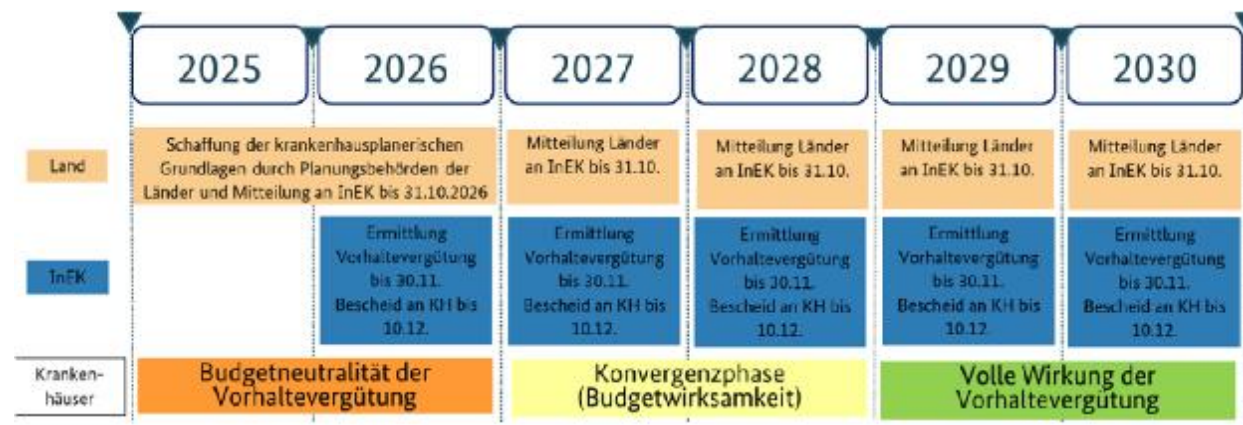 2025
2026
2027
2028
2029
2030
Land
Schaffung der krankenhausplanerischen
Grundlagen durch Planungsbehörden der
Länder und Mitteilung an InEK bis 31.10.2026
Mitteilung Länder
an InEK bis 31.10.
Mitteilung Länder
an InEK bis 31.10.
Mitteilung Länder
an InEK bis 31.10.
Mitteilung Länder
an InEK bis 31.10.
InEK
Ermittlung
Vorhaltevergütung
bis 30.11.
Bescheid an KH bis
10.12.
Ermittlung
Vorhaltevergütung
bis 30.11.
Bescheid an KH bis
10.12.
Ermittlung
Vorhaltevergütung
bis 30.11.
Bescheid an KH bis
10.12.
Ermittlung
Vorhaltevergütung
bis 30.11.
Bescheid an KH bis
10.12.
Ermittlung
Vorhaltevergütung
bis 30.11.
Bescheid an KH bis
10.12.
Kranken-
häuser
Budgetneutralität der
Vorhaltevergütung
Konvergenzphase
(Budgetwirksamkeit)
Volle Wirkung der
Vorhaltevergütung